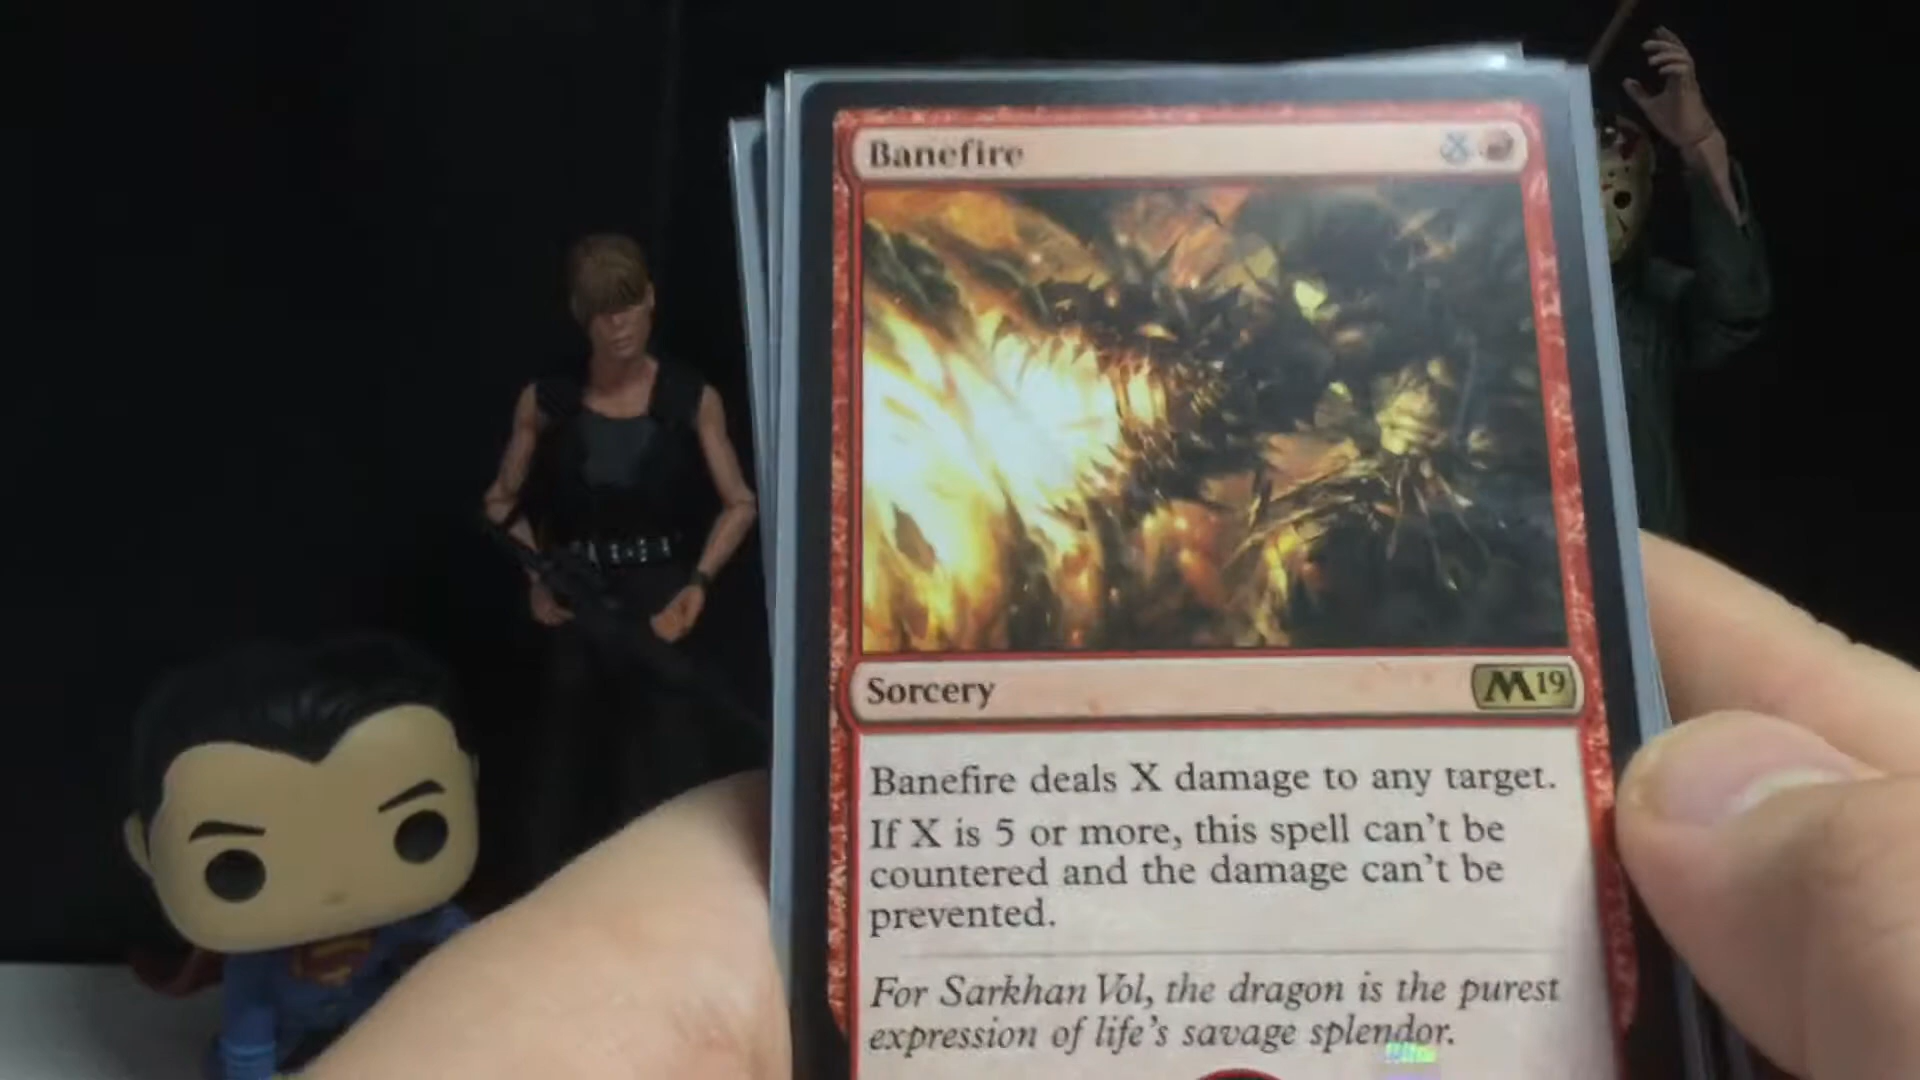 Banefire X
Sorcery M19
Banefire deals X damage to any target.
If X is 5 or more, this spell can't be
countered and the damage can't be
prevented.
For Sarkhan Vol, the dragon is the purest
expression of life's savage splendor.